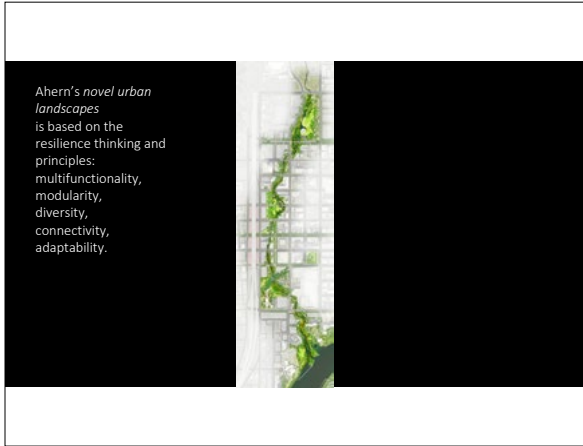 Ahern's novel urban
landscapes
is based on the
resilience thinking and
principles:
multifunctionality,
modularity,
diversity,
connectivity,
adaptability.